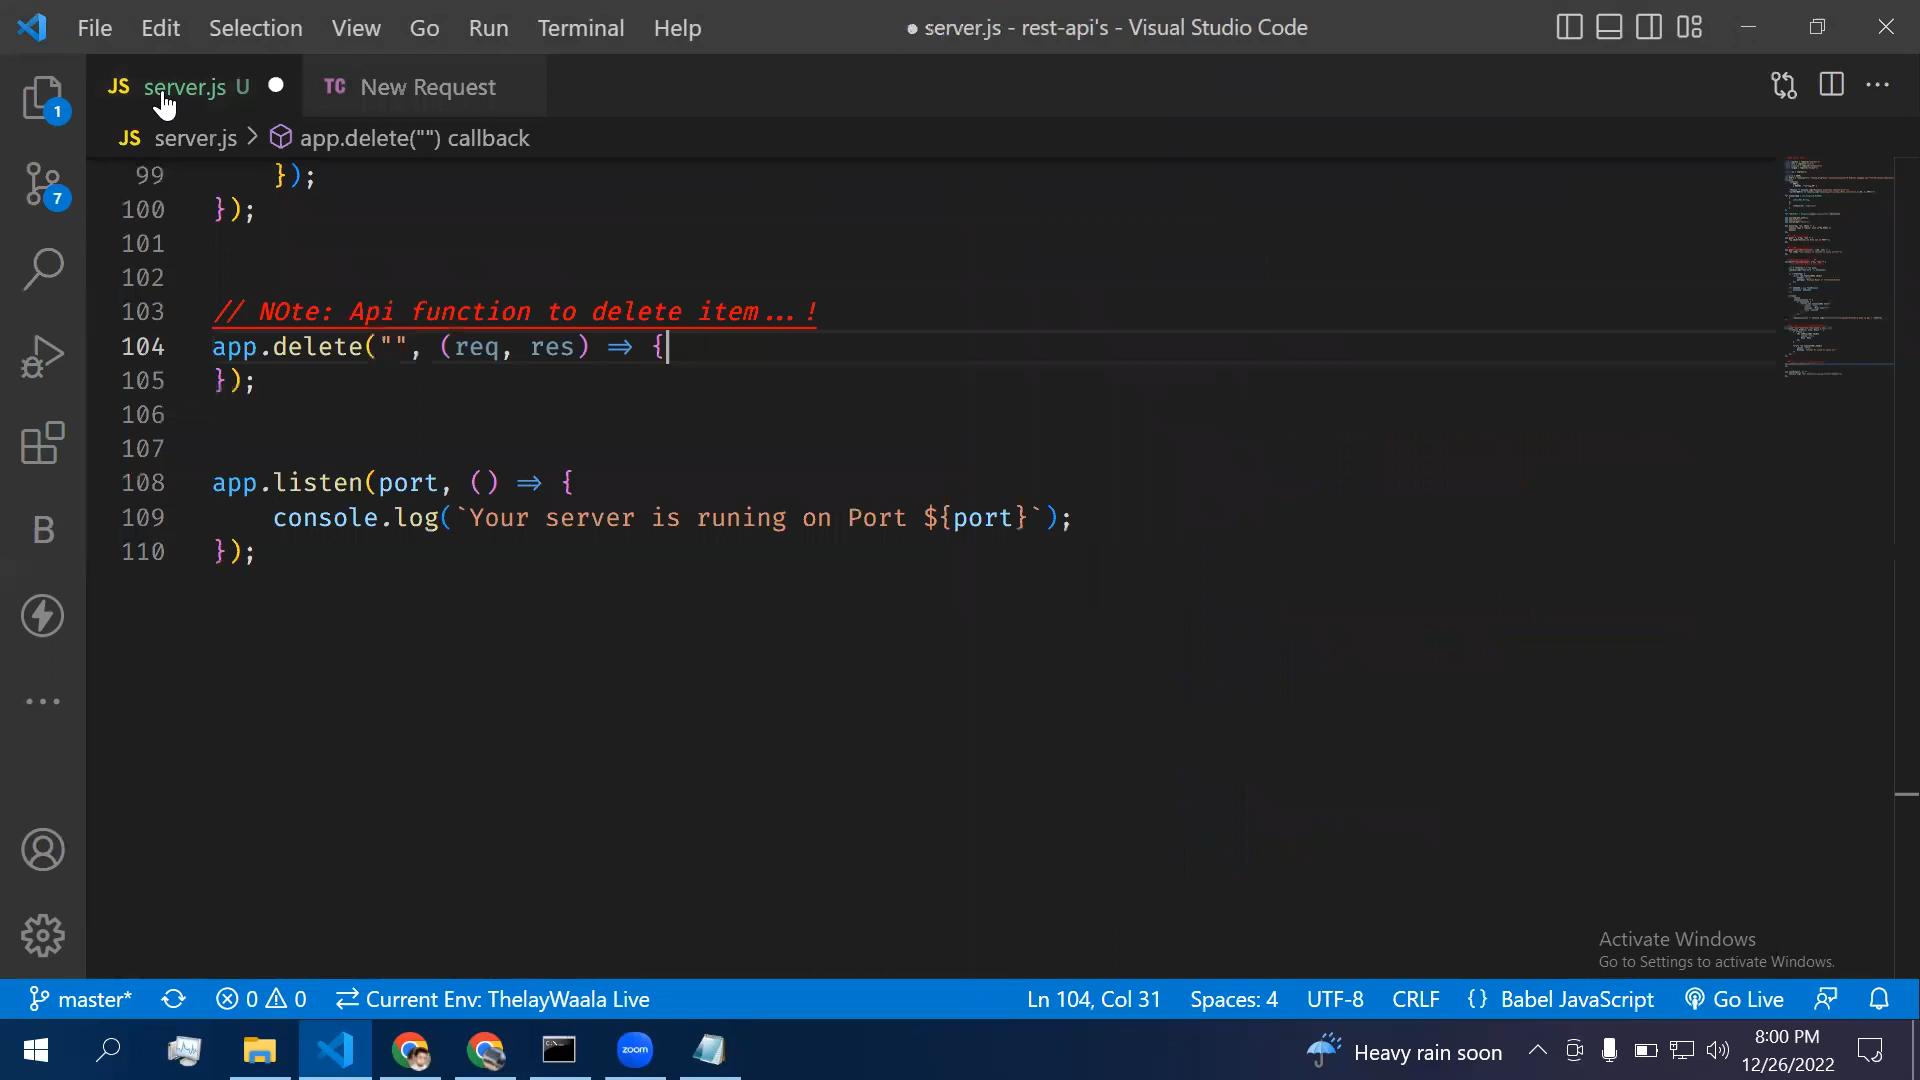 File Edit Selection View Go Run Terminal Help ● server.js - rest-api's - Visual Studio Code
JS server.js U ● TC New Request
JS server.js > app.delete("") callback
1
7
B
99 });
100 });
101
102
103 // NOte: Api function to delete item...!
104 app.delete("", (req, res) => {
105 });
106
107
108 app.listen(port, () => {
109 console.log(`Your server is runing on Port ${port}`);
110 });
Activate Windows
Go to Settings to activate Windows.
master* 0 0 Current Env: ThelayWaala Live Ln 104, Col 31 Spaces: 4 UTF-8 CRLF {} Babel JavaScript Go Live
zoom Heavy rain soon 8:00 PM
12/26/2022